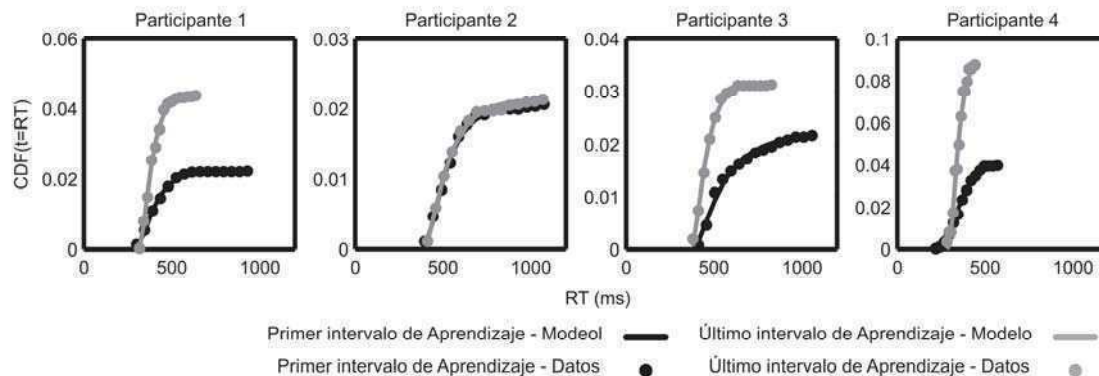 Participante 1
Participante 2
Participante 3
Participante 4
CDF(t=RT)
0.06
0.04
0.02
0
0 500 1000
0.03
0.02
0.01
0
0 500 1000
0.04
0.03
0.02
0.01
0
0 500 1000
0.1
0.08
0.06
0.04
0.02
0
0 500 1000
RT (ms)
Primer intervalo de Aprendizaje - Modeol
Último intervalo de Aprendizaje - Modelo
Primer intervalo de Aprendizaje - Datos
Último intervalo de Aprendizaje - Datos